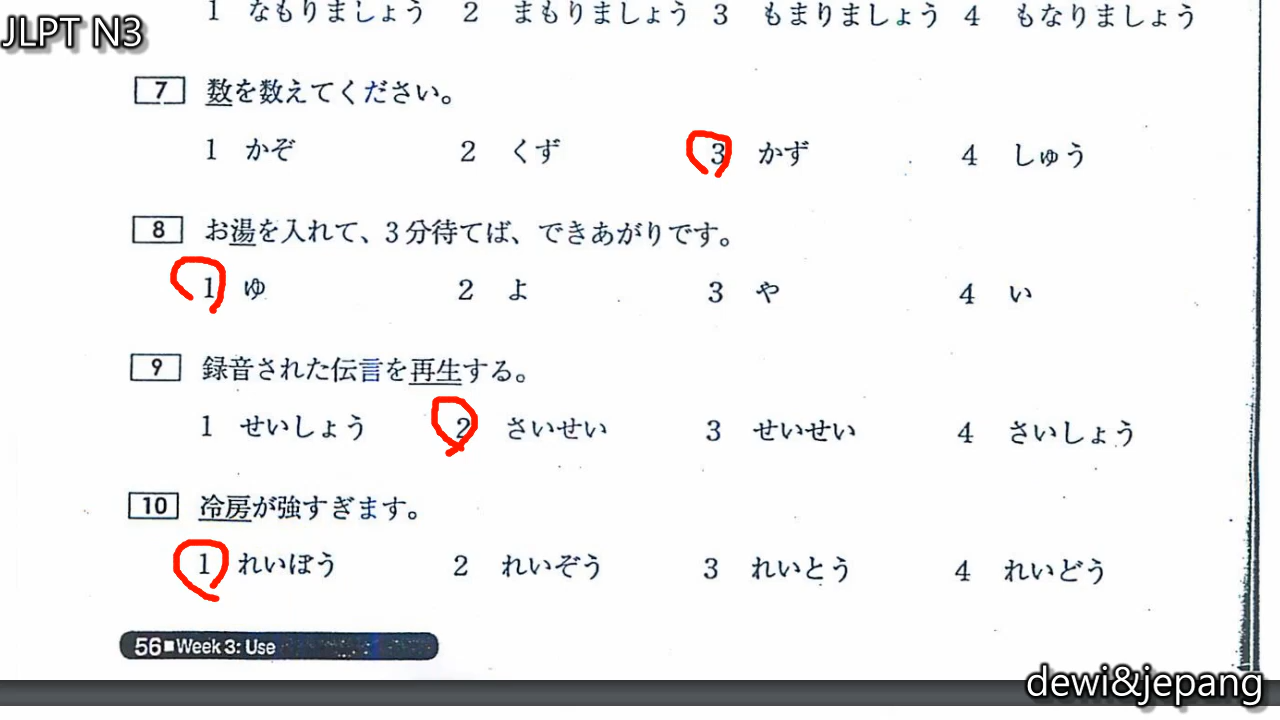 1 なもりましょう 2 まもりましょう 3 もまりましょう 4 もなりましょう
JLPT N3
7 数を数えてください。
1 かぞ 2 くず 3 かず 4 しゅう
8 お湯を入れて、3分待てば、できあがりです。
1 ゆ 2 よ 3 や 4 い
9 録音された伝言を再生する。
1 せいしょう 2 さいせい 3 せいせい 4 さいしょう
10 冷房が強すぎます。
1 れいぼう 2 れいぞう 3 れいとう 4 れいどう
56■Week 3: Use
dewi&jepang